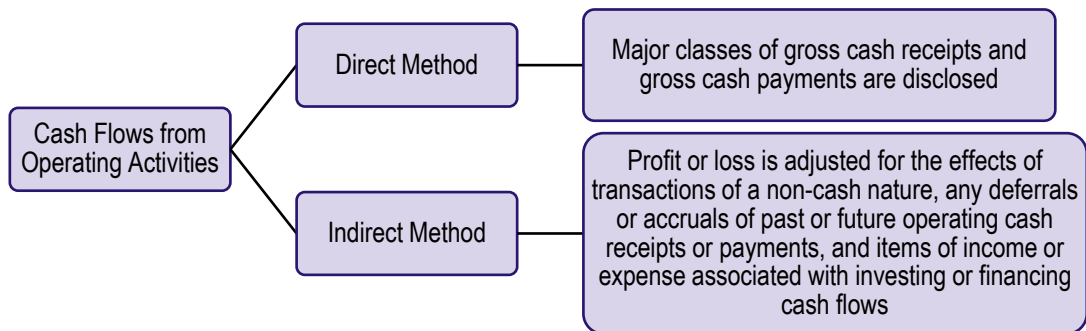 Cash Flows from
Operating Activities
Direct Method
Major classes of gross cash receipts and
gross cash payments are disclosed
Indirect Method
Profit or loss is adjusted for the effects of
transactions of a non-cash nature, any deferrals
or accruals of past or future operating cash
receipts or payments, and items of income or
expense associated with investing or financing
cash flows